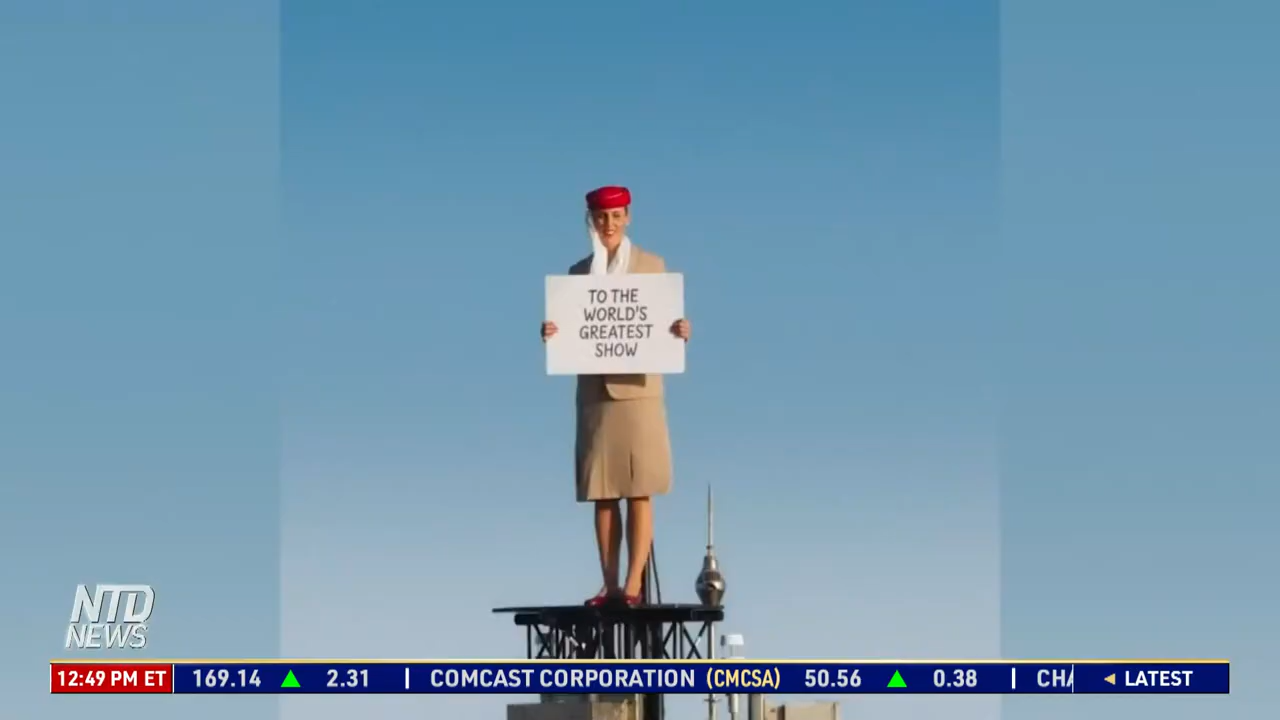 TO THE
WORLD'S
GREATEST
SHOW
NTD
NEWS
12:49 PM ET 169.14 ▲ 2.31 | COMCAST CORPORATION (CMCSA) 50.56 ▲ 0.38 | CHA ◄ LATEST